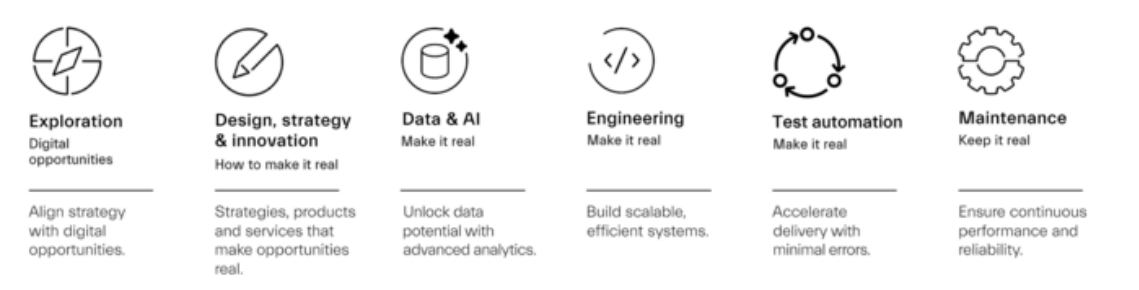 Exploration
Digital
opportunities
Align strategy
with digital
opportunities.
Design, strategy
& innovation
How to make it real
Strategies, products
and services that
make opportunities
real.
Data & AI
Make it real
Unlock data
potential with
advanced analytics.
</>
Engineering
Make it real
Build scalable,
efficient systems.
Test automation
Make it real
Accelerate
delivery with
minimal errors.
Maintenance
Keep it real
Ensure continuous
performance and
reliability.